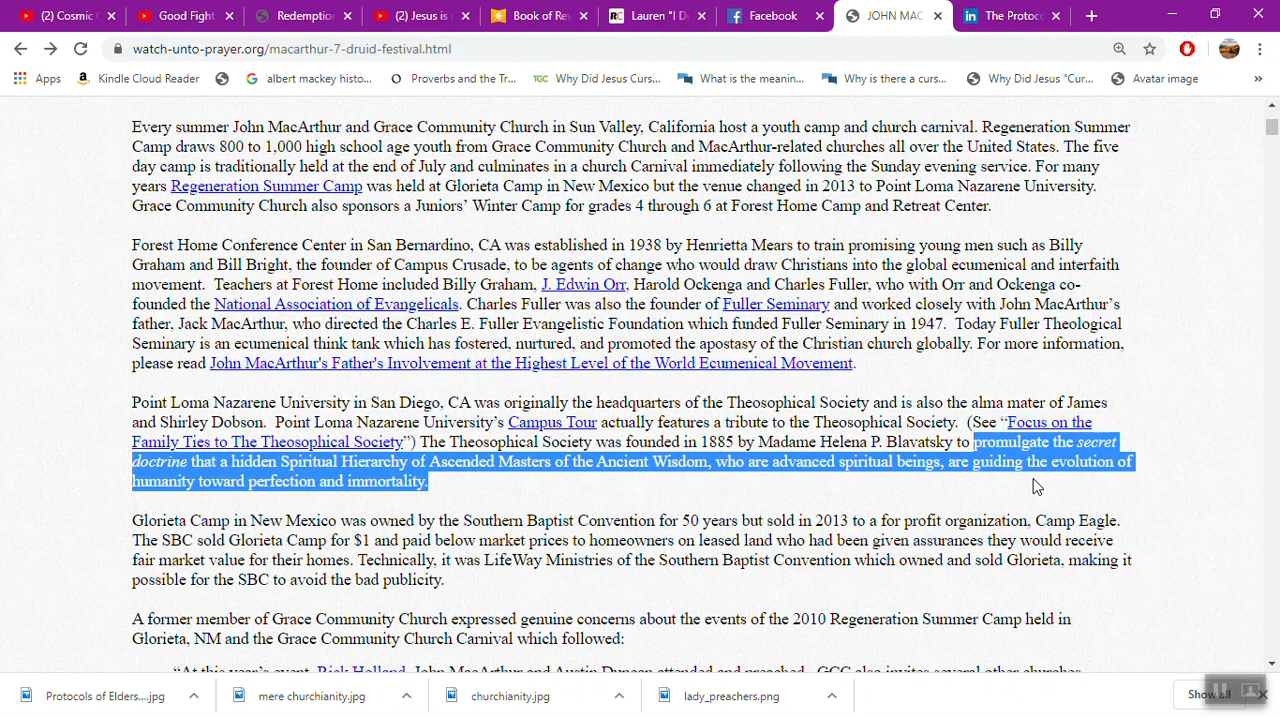 (2) Cosmic
Good Fight
Redemption
(2) Jesus is
Book of Re
Lauren "I D
Facebook
JOHN MAC
The Protoc
watch-unto-prayer.org/macarthur-7-druid-festival.html
Apps
Kindle Cloud Reader
albert mackey histo...
Proverbs and the Tr...
TGC Why Did Jesus Curs...
What is the meanin...
Why is there a curs...
Why Did Jesus "Cur...
Avatar image
Every summer John MacArthur and Grace Community Church in Sun Valley, California host a youth camp and church carnival. Regeneration Summer
Camp draws 800 to 1,000 high school age youth from Grace Community Church and MacArthur-related churches all over the United States. The five
day camp is traditionally held at the end of July and culminates in a church Carnival immediately following the Sunday evening service. For many
years Regeneration Summer Camp was held at Glorieta Camp in New Mexico but the venue changed in 2013 to Point Loma Nazarene University.
Grace Community Church also sponsors a Juniors' Winter Camp for grades 4 through 6 at Forest Home Camp and Retreat Center.
Forest Home Conference Center in San Bernardino, CA was established in 1938 by Henrietta Mears to train promising young men such as Billy
Graham and Bill Bright, the founder of Campus Crusade, to be agents of change who would draw Christians into the global ecumenical and interfaith
movement. Teachers at Forest Home included Billy Graham, J. Edwin Orr, Harold Ockenga and Charles Fuller, who with Orr and Ockenga co-
founded the National Association of Evangelicals. Charles Fuller was also the founder of Fuller Seminary and worked closely with John MacArthur's
father, Jack MacArthur, who directed the Charles E. Fuller Evangelistic Foundation which funded Fuller Seminary in 1947. Today Fuller Theological
Seminary is an ecumenical think tank which has fostered, nurtured, and promoted the apostasy of the Christian church globally. For more information,
please read John MacArthur's Father's Involvement at the Highest Level of the World Ecumenical Movement.
Point Loma Nazarene University in San Diego, CA was originally the headquarters of the Theosophical Society and is also the alma mater of James
and Shirley Dobson. Point Loma Nazarene University's Campus Tour actually features a tribute to the Theosophical Society. (See "Focus on the
Family Ties to The Theosophical Society") The Theosophical Society was founded in 1885 by Madame Helena P. Blavatsky to promulgate the secret
doctrine that a hidden Spiritual Hierarchy of Ascended Masters of the Ancient Wisdom, who are advanced spiritual beings, are guiding the evolution of
humanity toward perfection and immortality.
Glorieta Camp in New Mexico was owned by the Southern Baptist Convention for 50 years but sold in 2013 to a for profit organization, Camp Eagle.
The SBC sold Glorieta Camp for $1 and paid below market prices to homeowners on leased land who had been given assurances they would receive
fair market value for their homes. Technically, it was LifeWay Ministries of the Southern Baptist Convention which owned and sold Glorieta, making it
possible for the SBC to avoid the bad publicity.
A former member of Grace Community Church expressed genuine concerns about the events of the 2010 Regeneration Summer Camp held in
Glorieta, NM and the Grace Community Church Carnival which followed:
"At this year's event, Rick Holland, John MacArthur and Austin Duncan attended and preached. GCC also invites several other churches
Protocols of Elders....jpg
mere churchianity.jpg
churchianity.jpg
lady_preachers.png
Show all